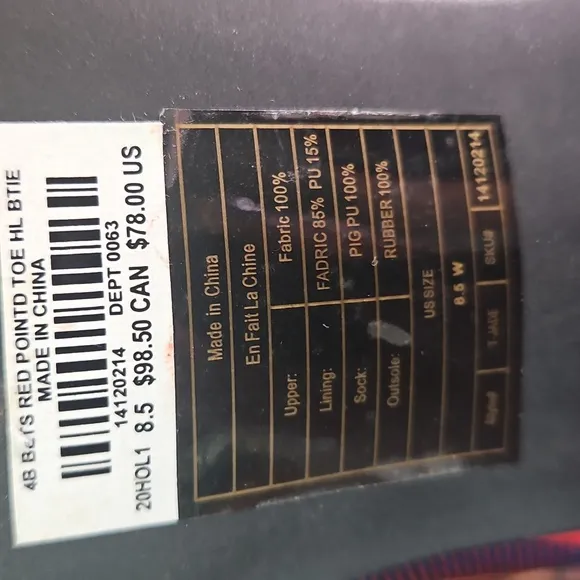 4B BetS RED POINTD TOE HL BTIE
MADE IN CHINA
14120214 DEPT 0063
20HOL1 8.5 $98.50 CAN $78.00 US
Made in China
En Fait La Chine
Upper: Fabric 100%
Lining: FADRIC 85% PU 15%
Sock: PIG PU 100%
Outsole: RUBBER 100%
US SIZE
8.5 W
SKU# 14120214